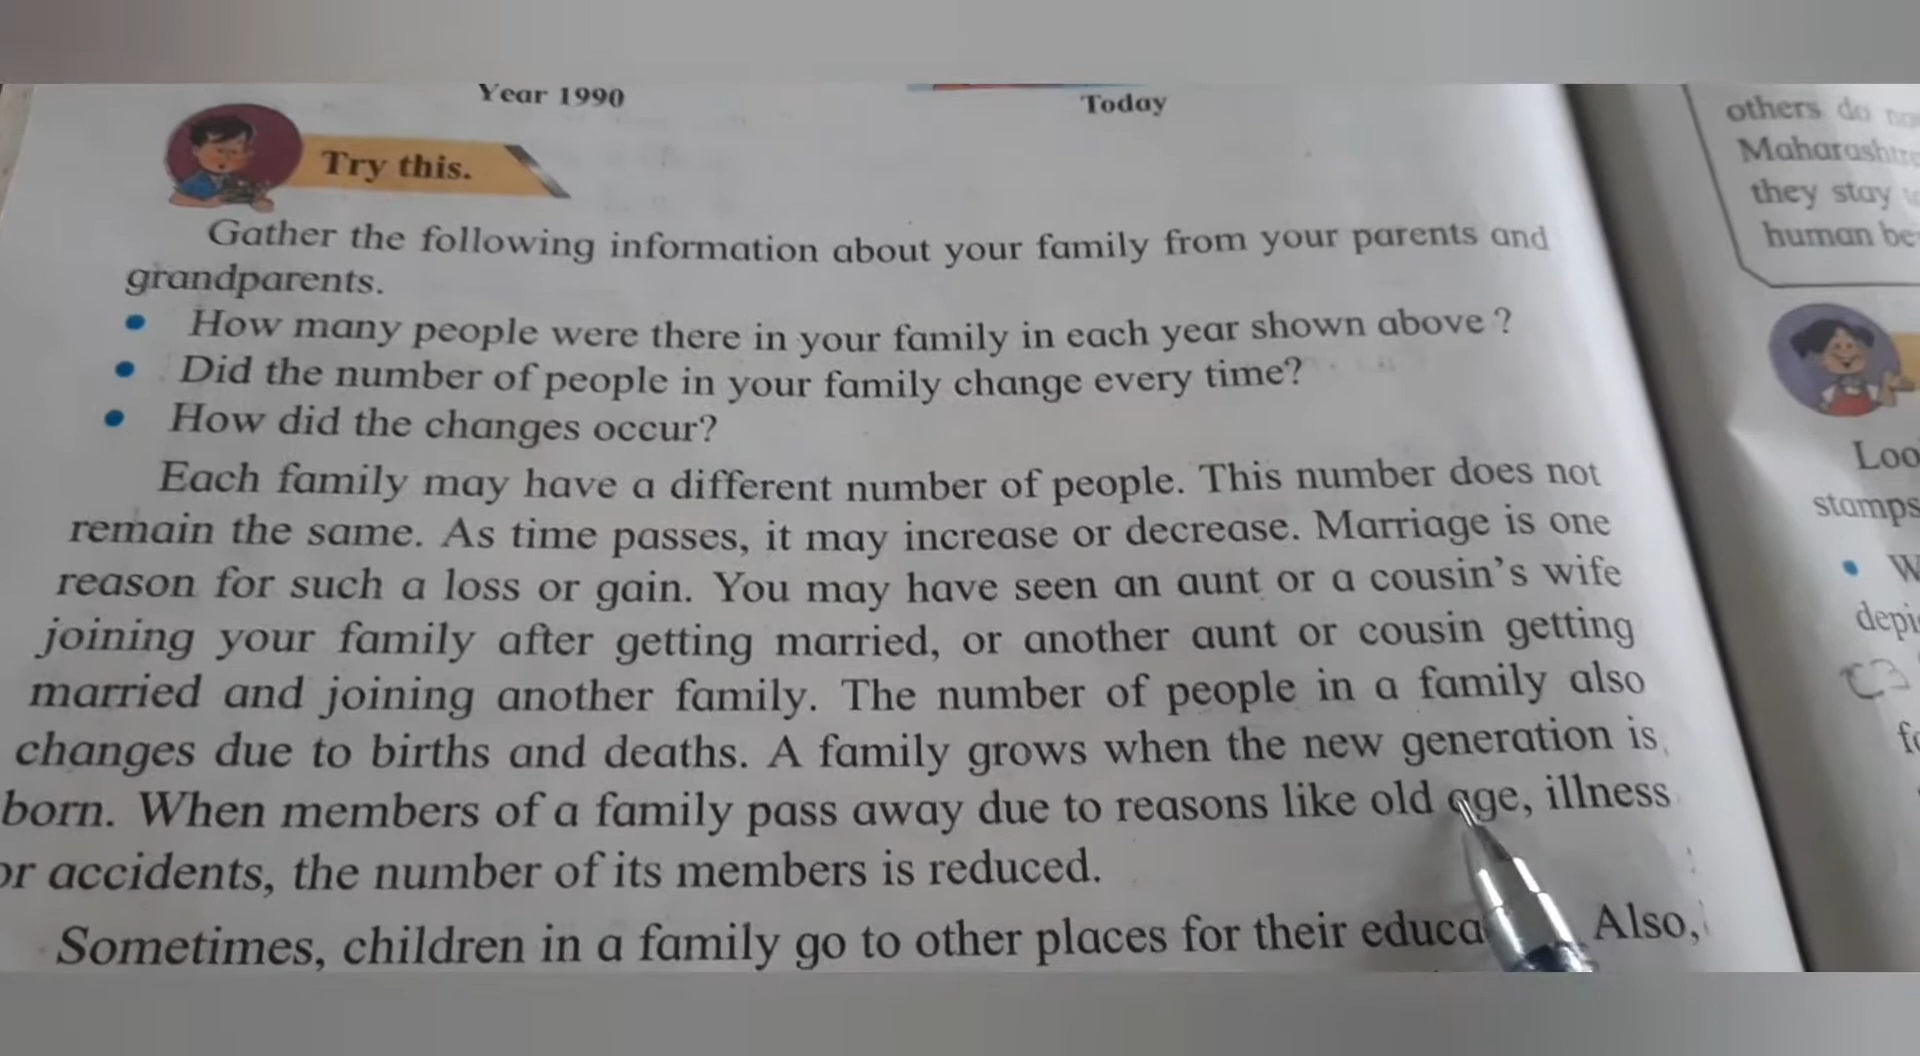 Year 1990
Today
Try this.
Gather the following information about your family from your parents and
grandparents.
• How many people were there in your family in each year shown above ?
• Did the number of people in your family change every time?
• How did the changes occur?
Each family may have a different number of people. This number does not
remain the same. As time passes, it may increase or decrease. Marriage is one
reason for such a loss or gain. You may have seen an aunt or a cousin's wife
joining your family after getting married, or another aunt or cousin getting
married and joining another family. The number of people in a family also
changes due to births and deaths. A family grows when the new generation is
born. When members of a family pass away due to reasons like old age, illness
or accidents, the number of its members is reduced.
Sometimes, children in a family go to other places for their educa Also,
others do
Maharashtra
they stay
human be
Loo
stamps
• W
depi